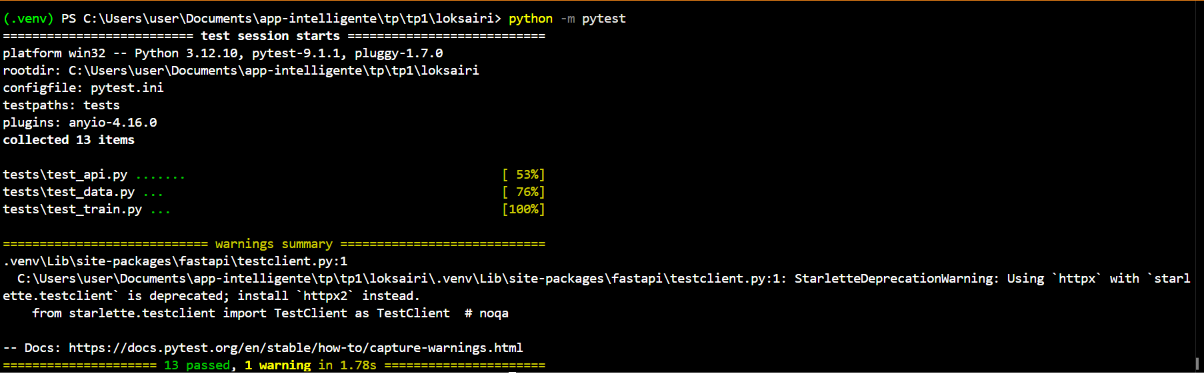 (.venv) PS C:\Users\user\Documents\app-intelligente\tp\tp1\loksairi> python -m pytest
========================== test session starts ===========================
platform win32 -- Python 3.12.10, pytest-9.1.1, pluggy-1.7.0
rootdir: C:\Users\user\Documents\app-intelligente\tp\tp1\loksairi
configfile: pytest.ini
testpaths: tests
plugins: anyio-4.16.0
collected 13 items

tests\test_api.py .......                                           [ 53%]
tests\test_data.py ...                                              [ 76%]
tests\test_train.py ...                                             [100%]

============================ warnings summary ============================
.venv\Lib\site-packages\fastapi\testclient.py:1
  C:\Users\user\Documents\app-intelligente\tp\tp1\loksairi\.venv\Lib\site-packages\fastapi\testclient.py:1: StarletteDeprecationWarning: Using `httpx` with `starl
ette.testclient` is deprecated; install `httpx2` instead.
    from starlette.testclient import TestClient as TestClient  # noqa

-- Docs: https://docs.pytest.org/en/stable/how-to/capture-warnings.html
===================== 13 passed, 1 warning in 1.78s ======================